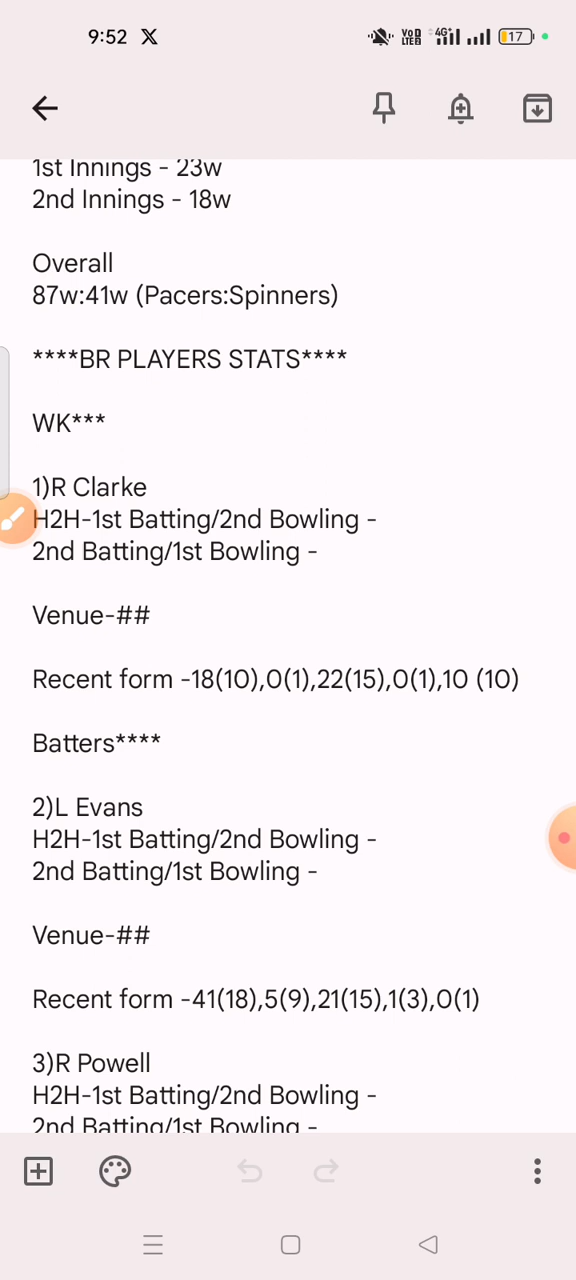 9:52 X VoD LTE 4G+ 17
1st Innings - 23w
2nd Innings - 18w
Overall
87w:41w (Pacers:Spinners)
****BR PLAYERS STATS****
WK***
1)R Clarke
H2H-1st Batting/2nd Bowling -
2nd Batting/1st Bowling -
Venue-##
Recent form -18(10),0(1),22(15),0(1),10 (10)
Batters****
2)L Evans
H2H-1st Batting/2nd Bowling -
2nd Batting/1st Bowling -
Venue-##
Recent form -41(18),5(9),21(15),1(3),0(1)
3)R Powell
H2H-1st Batting/2nd Bowling -
2nd Batting/1st Bowling -